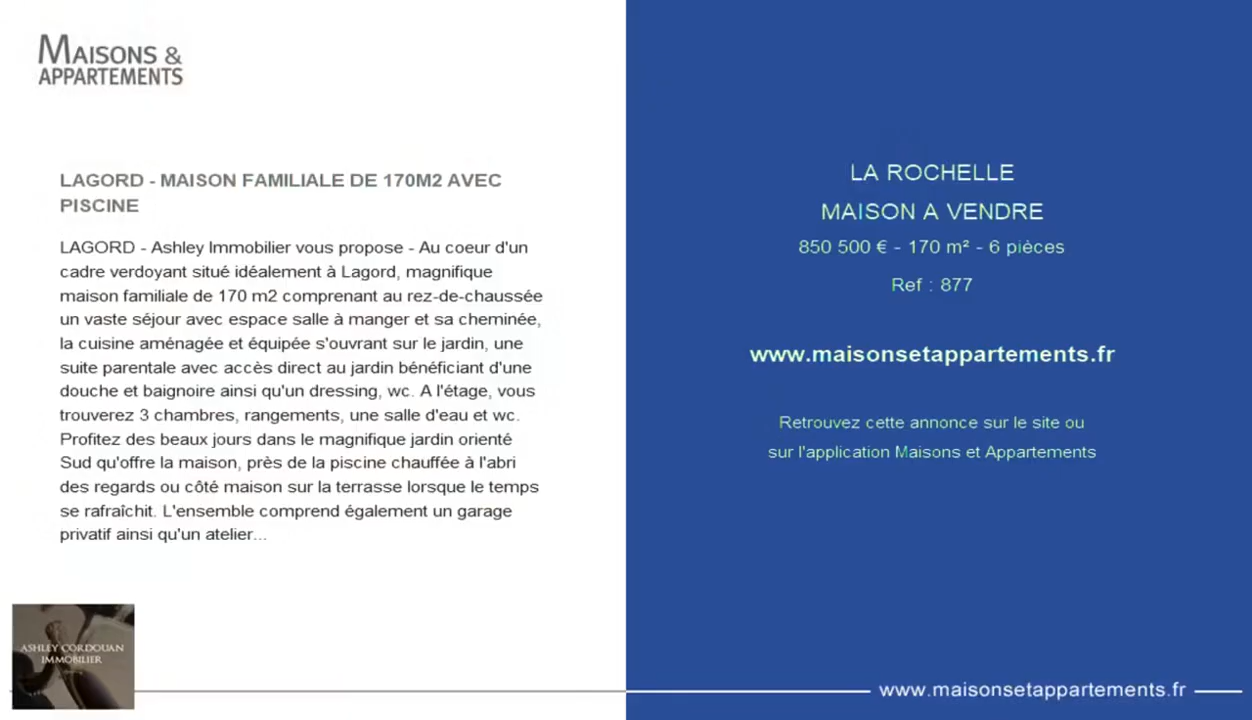 MAISONS &
APPARTEMENTS
LAGORD - MAISON FAMILIALE DE 170M2 AVEC
PISCINE
LAGORD - Ashley Immobilier vous propose - Au coeur d'un
cadre verdoyant situé idéalement à Lagord, magnifique
maison familiale de 170 m2 comprenant au rez-de-chaussée
un vaste séjour avec espace salle à manger et sa cheminée,
la cuisine aménagée et équipée s'ouvrant sur le jardin, une
suite parentale avec accès direct au jardin bénéficiant d'une
douche et baignoire ainsi qu'un dressing, wc. A l'étage, vous
trouverez 3 chambres, rangements, une salle d'eau et wc.
Profitez des beaux jours dans le magnifique jardin orienté
Sud qu'offre la maison, près de la piscine chauffée à l'abri
des regards ou côté maison sur la terrasse lorsque le temps
se rafraîchit. L'ensemble comprend également un garage
privatif ainsi qu'un atelier...
ASHLEY CORDOUAN
IMMOBILIER
LA ROCHELLE
MAISON A VENDRE
850 500 € - 170 m² - 6 pièces
Ref : 877
www.maisonsetappartements.fr
Retrouvez cette annonce sur le site ou
sur l'application Maisons et Appartements
www.maisonsetappartements.fr